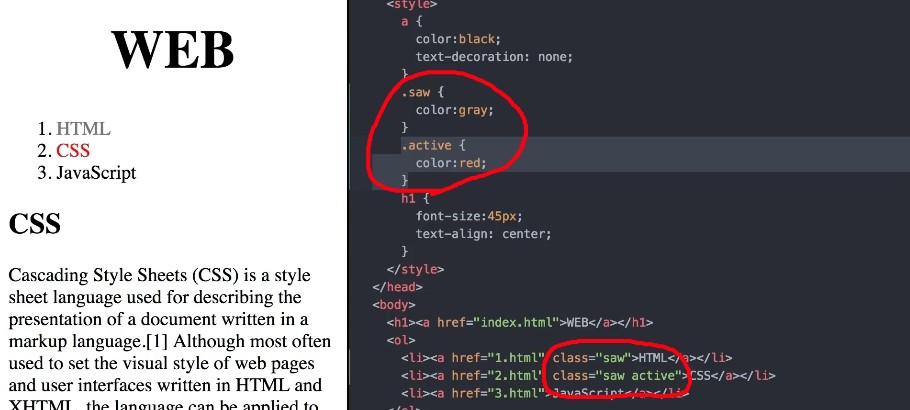 WEB
1. HTML
2. CSS
3. JavaScript
CSS
Cascading Style Sheets (CSS) is a style
sheet language used for describing the
presentation of a document written in a
markup language.[1] Although most often
used to set the visual style of web pages
and user interfaces written in HTML and
XHTML, the language can be applied to
<style>
a {
color:black;
text-decoration: none;
}
.saw {
color:gray;
}
.active {
color:red;
}
h1 {
font-size:45px;
text-align: center;
}
</style>
</head>
<body>
<h1><a href="index.html">WEB</a></h1>
<ol>
<li><a href="1.html" class="saw">HTML</a></li>
<li><a href="2.html" class="saw active">CSS</a></li>
<li><a href="3.html">JavaScript</a></li>
</ol>